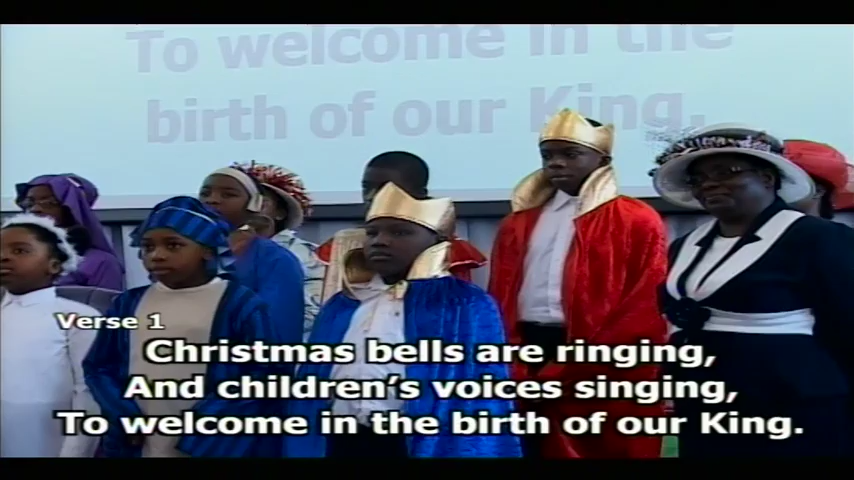 To welcome in the
birth of our King.
Verse 1
Christmas bells are ringing,
And children's voices singing,
To welcome in the birth of our King.